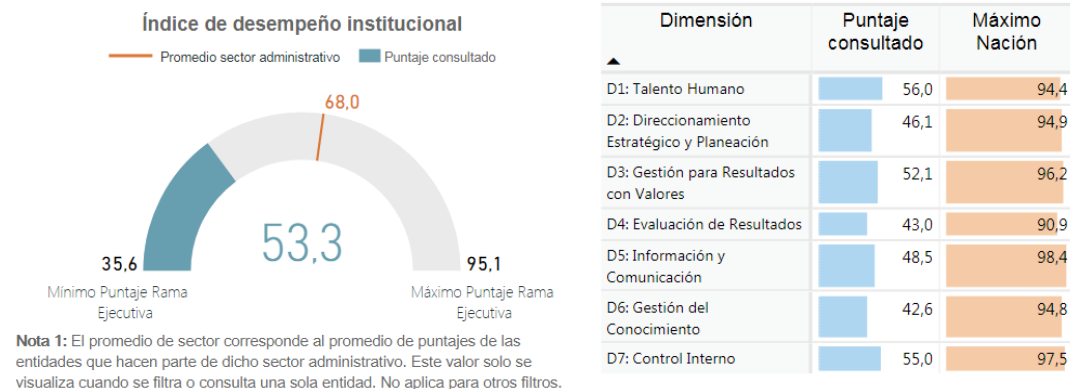 Índice de desempeño institucional
Promedio sector administrativo Puntaje consultado
68,0
53,3
35,6
Mínimo Puntaje Rama
Ejecutiva
95,1
Máximo Puntaje Rama
Ejecutiva
Nota 1: El promedio de sector corresponde al promedio de puntajes de las
entidades que hacen parte de dicho sector administrativo. Este valor solo se
visualiza cuando se filtra o consulta una sola entidad. No aplica para otros filtros.
Dimensión Puntaje consultado Máximo Nación
D1: Talento Humano 56,0 94,4
D2: Direccionamiento
Estratégico y Planeación 46,1 94,9
D3: Gestión para Resultados
con Valores 52,1 96,2
D4: Evaluación de Resultados 43,0 90,9
D5: Información y
Comunicación 48,5 98,4
D6: Gestión del
Conocimiento 42,6 94,8
D7: Control Interno 55,0 97,5